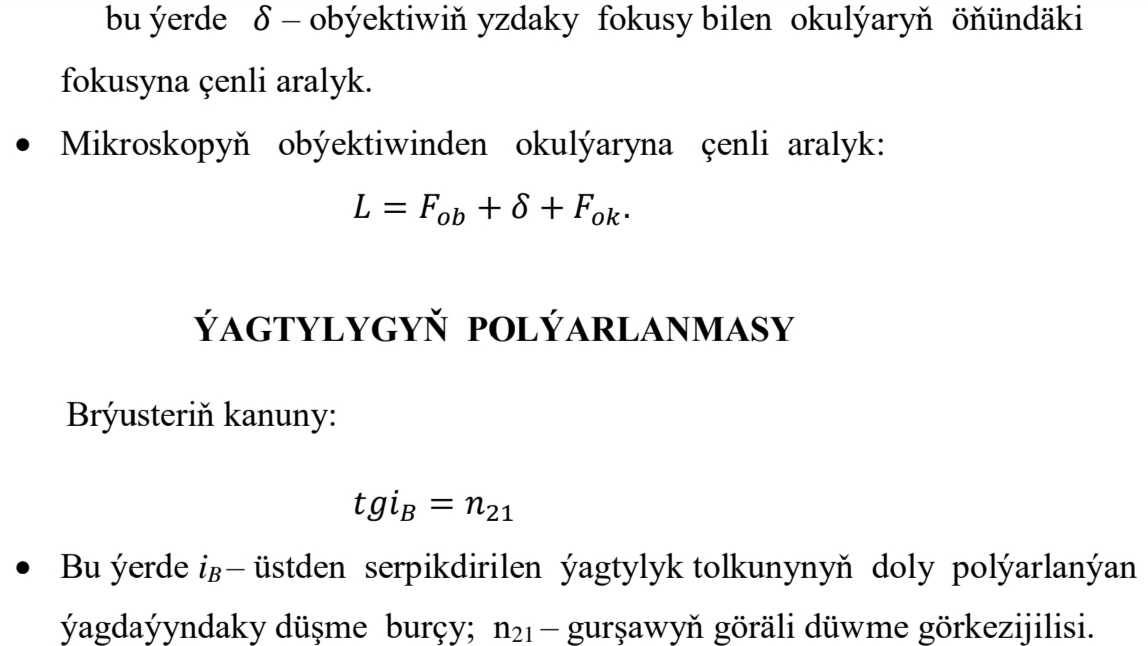 bu ýerde δ – obýektiwiň yzdaky fokusy bilen okulýaryň öňündäki
fokusyna çenli aralyk.
• Mikroskopyň obýektiwinden okulýaryna çenli aralyk:
L = F_{ob} + δ + F_{ok}.
ÝAGTYLYGYŇ POLÝARLANMASY
Brýusteriň kanuny:
tgi_B = n_{21}
• Bu ýerde i_B – üstden serpikdirilen ýagtylyk tolkunynyň doly polýarlanýan
ýagdaýyndaky düşme burçy; n_{21} – gurşawyň göräli düwme görkezijilisi.